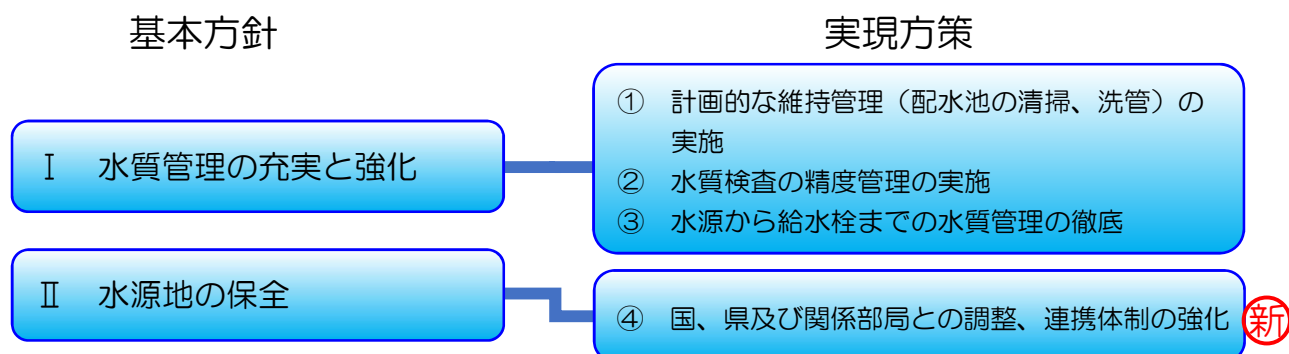 基本方針
実現方策
Ⅰ 水質管理の充実と強化
① 計画的な維持管理（配水池の清掃、洗管）の
実施
② 水質検査の精度管理の実施
③ 水源から給水栓までの水質管理の徹底
Ⅱ 水源地の保全
④ 国、県及び関係部局との調整、連携体制の強化
新